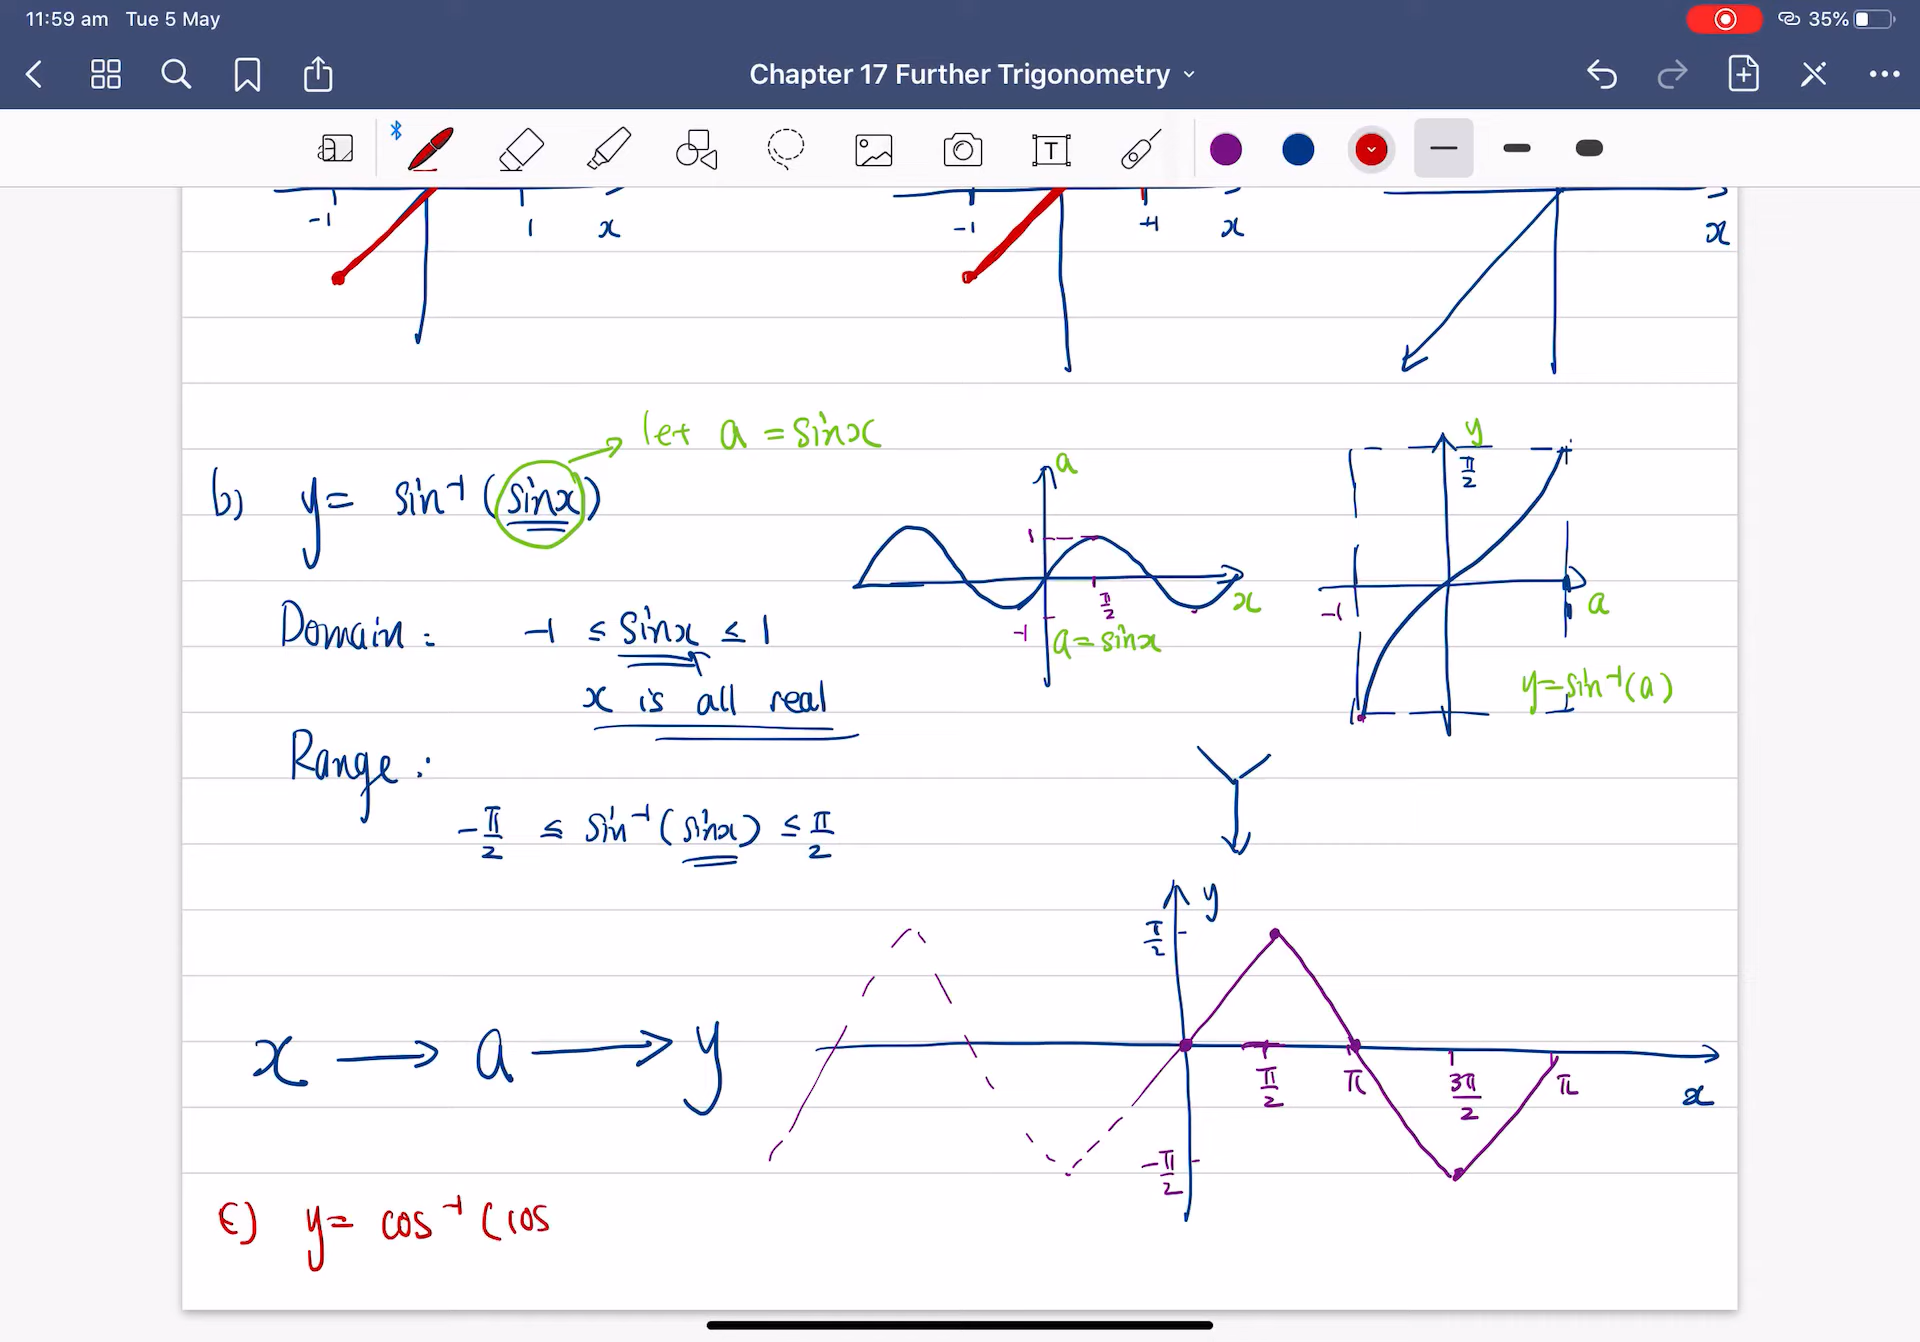 11:59 am Tue 5 May
35%
Chapter 17 Further Trigonometry
T
-1 1 x
-1 +1 x
x
let a = sinx
b) y = sin⁻¹ (sinx)
a
1
π/2
x
-1
a = sinx
y
π/2
-1
a
y = sin⁻¹(a)
Domain: -1 ≤ sinx ≤ 1
x is all real
Range:
-π/2 ≤ sin⁻¹ (sinx) ≤ π/2
y
π/2
x → a → y
π/2 π 3π/2 π
x
-π/2
c) y = cos⁻¹ (cos